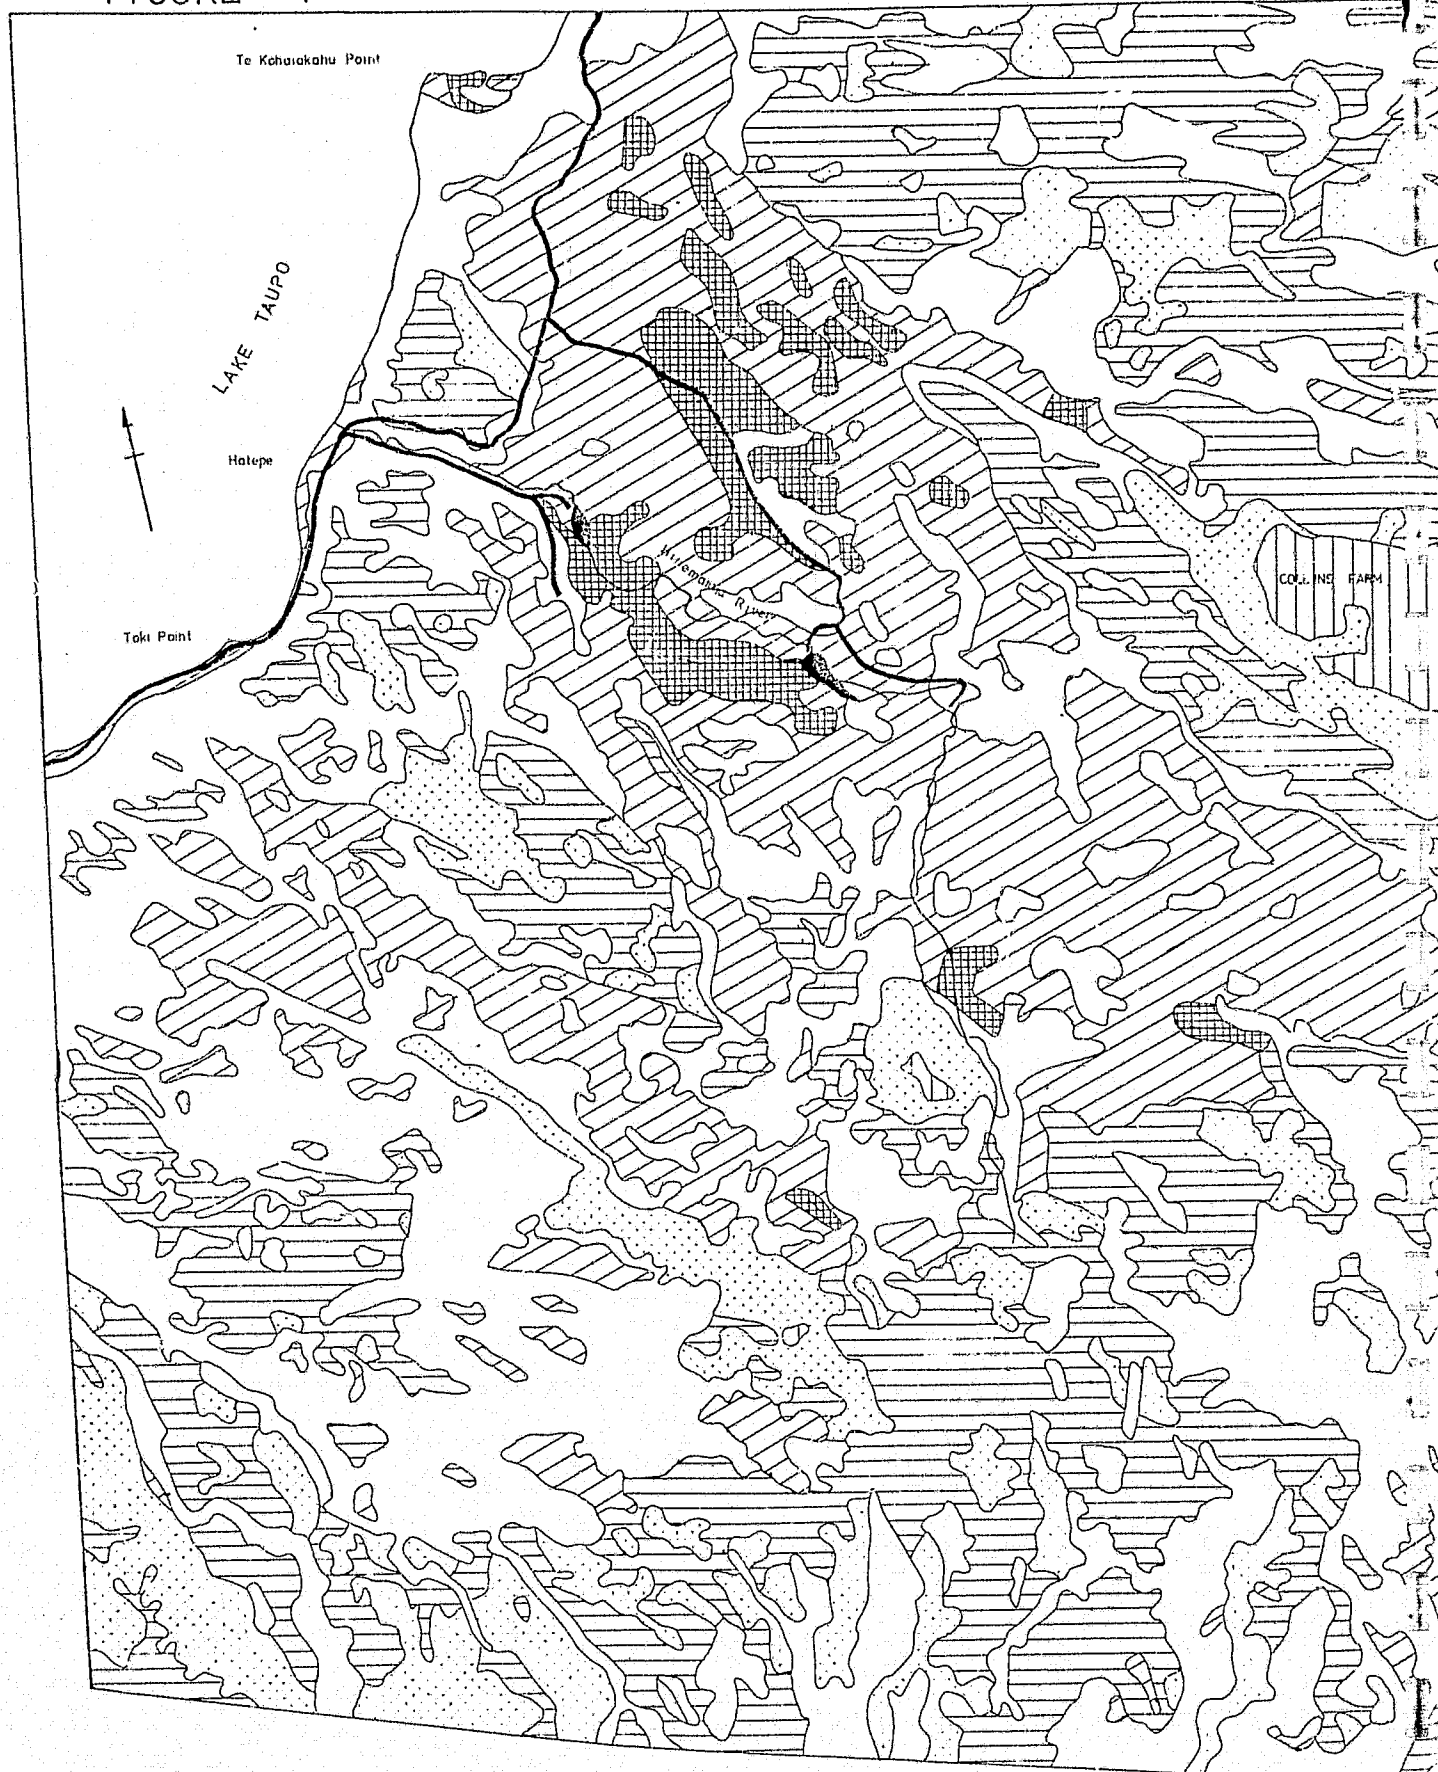 Te Kohaiakahu Point
LAKE TAUPO
Hatepe
Hinemaiaia River
COLLINS FARM
Toki Point